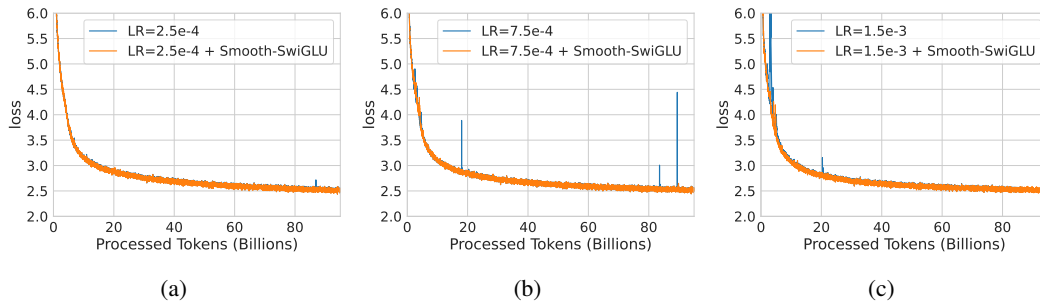 6.0
5.5
5.0
4.5
4.0
3.5
3.0
2.5
2.0
loss
LR=2.5e-4
LR=2.5e-4 + Smooth-SwiGLU
0 20 40 60 80
Processed Tokens (Billions)
(a)
6.0
5.5
5.0
4.5
4.0
3.5
3.0
2.5
2.0
loss
LR=7.5e-4
LR=7.5e-4 + Smooth-SwiGLU
0 20 40 60 80
Processed Tokens (Billions)
(b)
6.0
5.5
5.0
4.5
4.0
3.5
3.0
2.5
2.0
loss
LR=1.5e-3
LR=1.5e-3 + Smooth-SwiGLU
0 20 40 60 80
Processed Tokens (Billions)
(c)